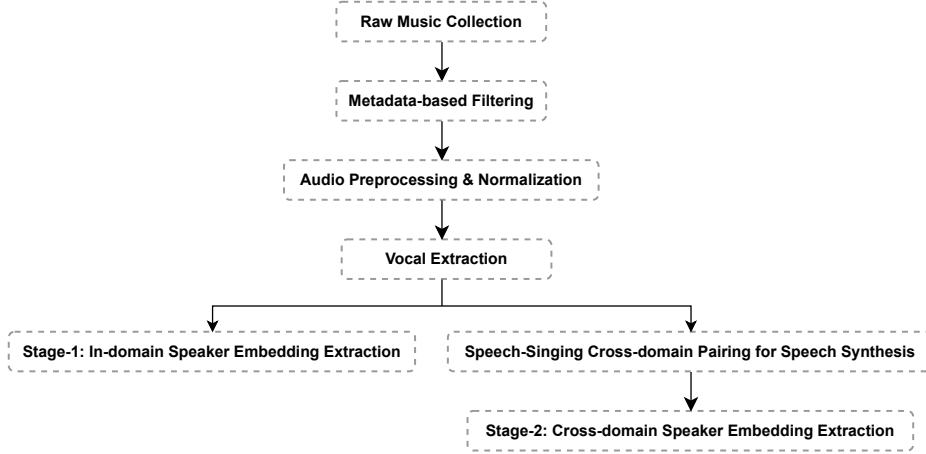 Raw Music Collection
Metadata-based Filtering
Audio Preprocessing & Normalization
Vocal Extraction
Stage-1: In-domain Speaker Embedding Extraction
Speech-Singing Cross-domain Pairing for Speech Synthesis
Stage-2: Cross-domain Speaker Embedding Extraction